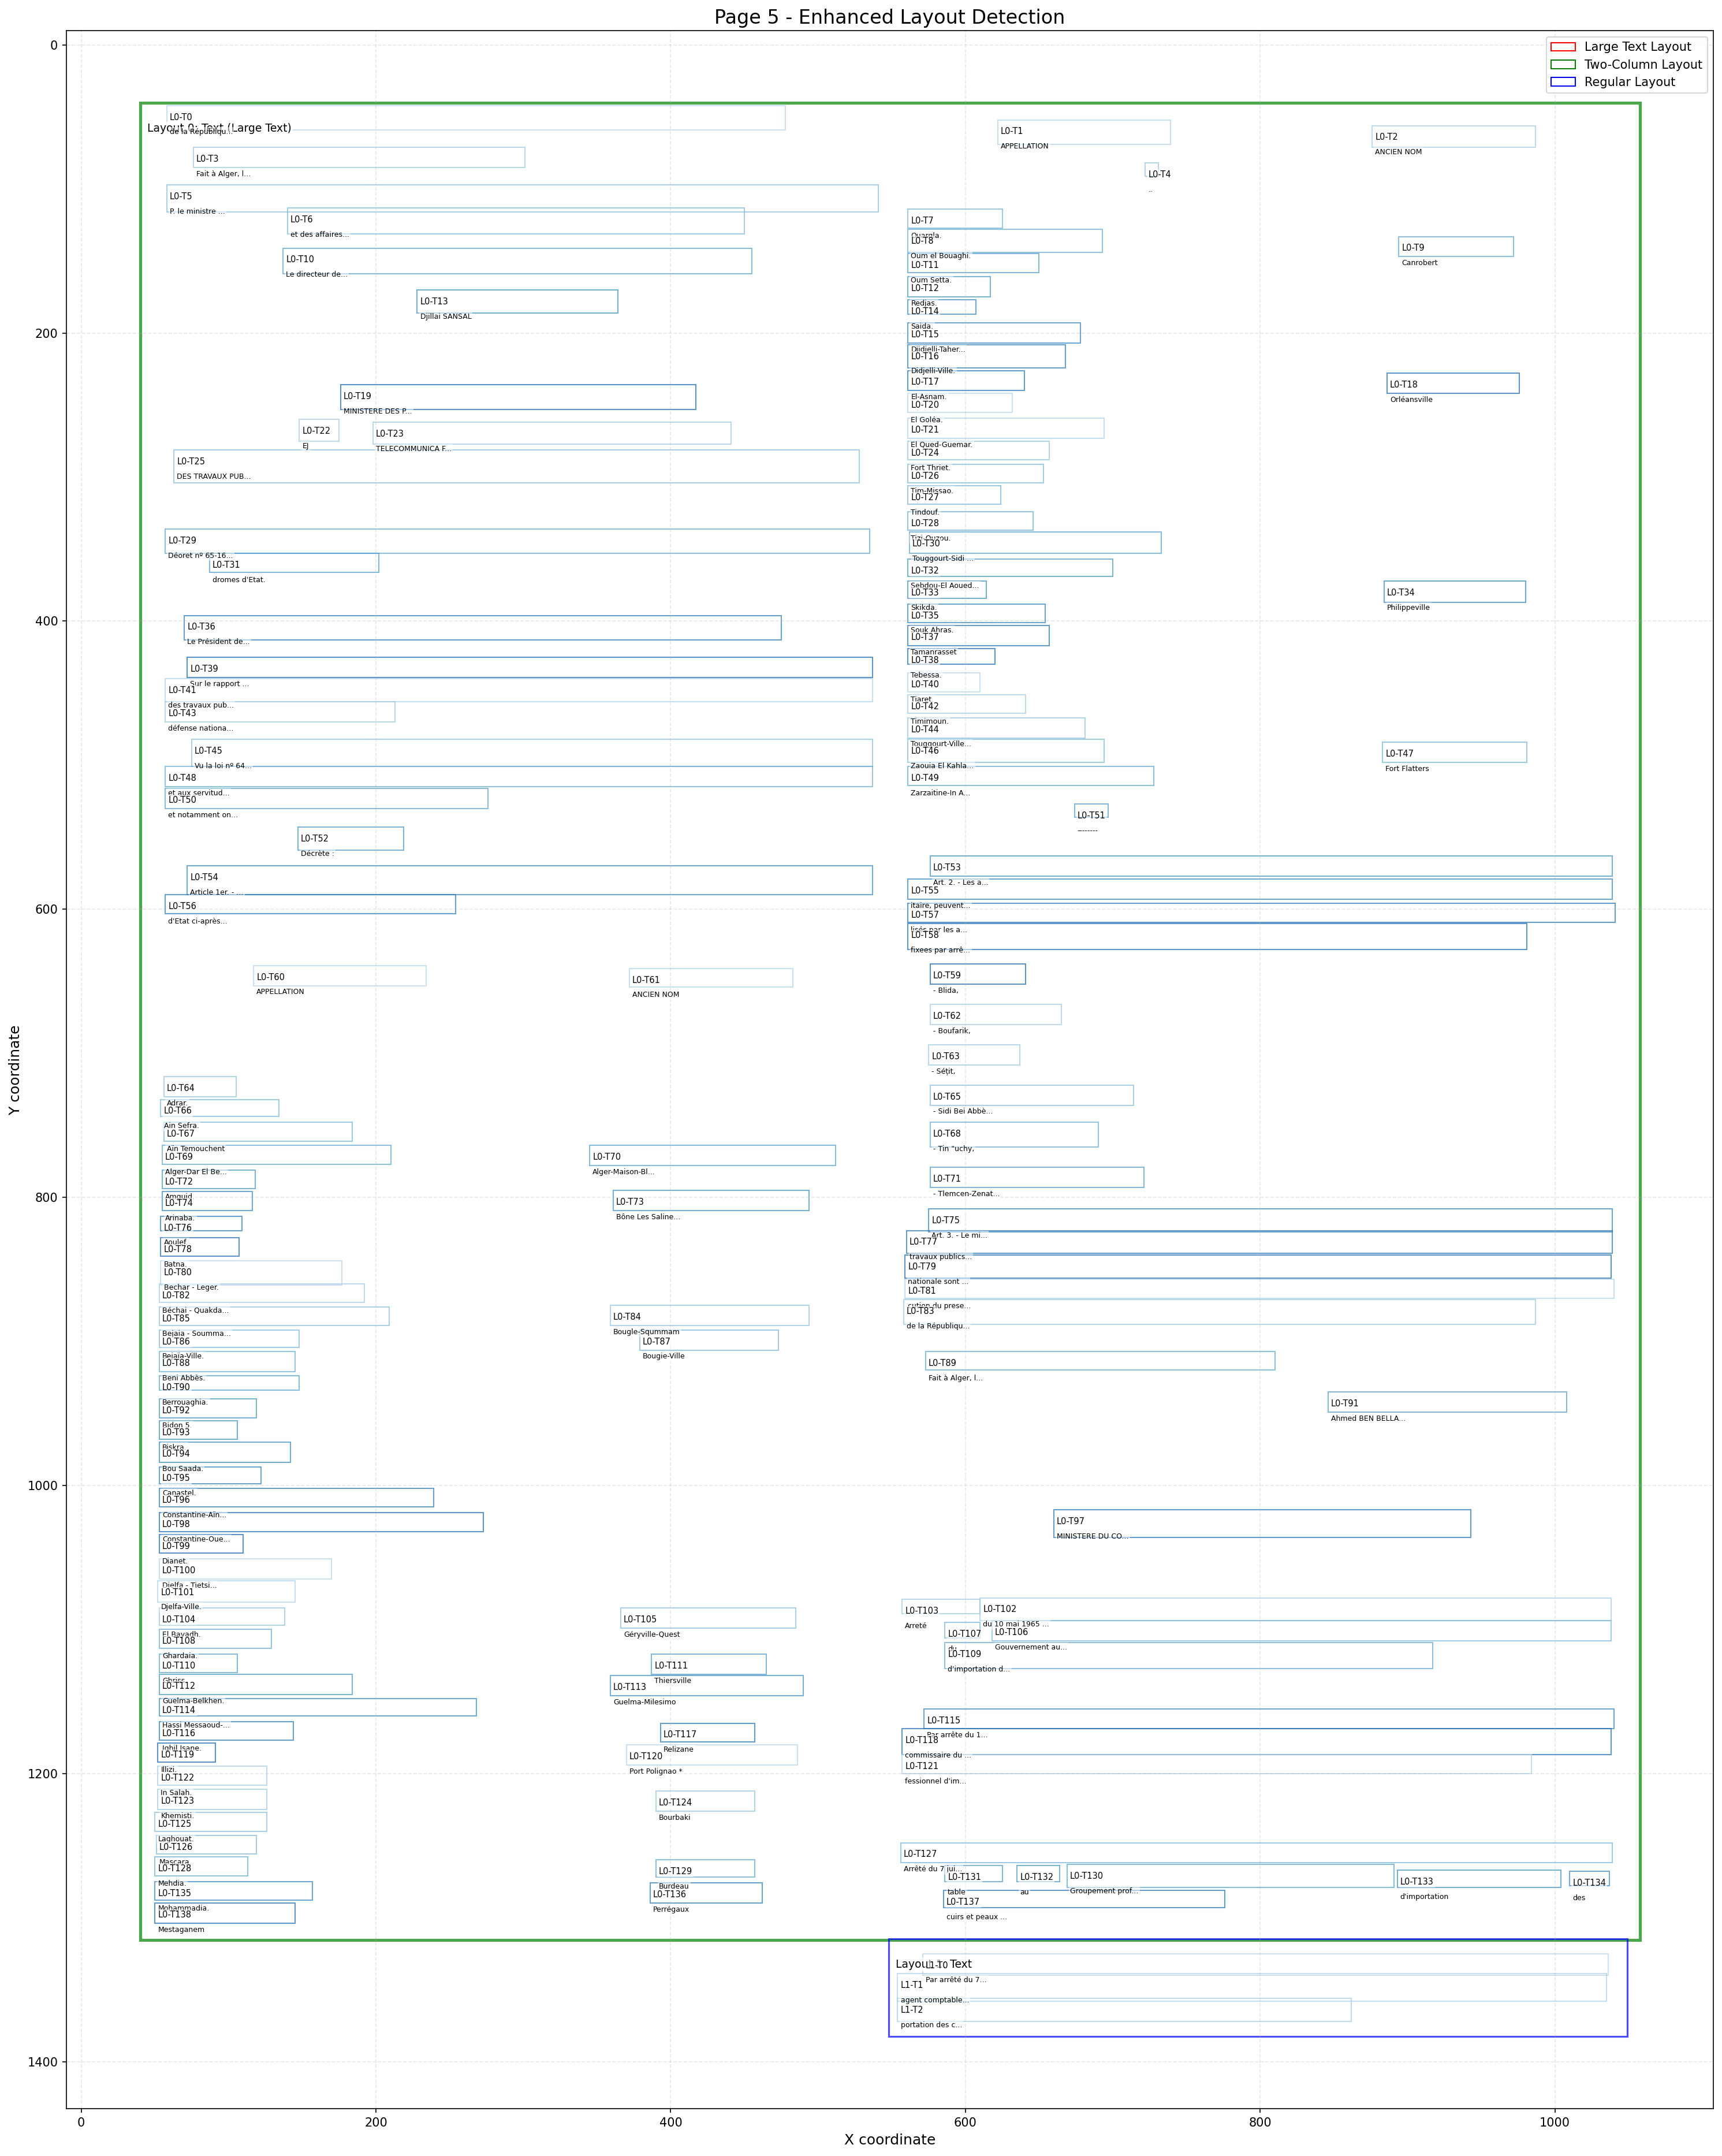 Page 5 - Enhanced Layout Detection
Large Text Layout
Two-Column Layout
Regular Layout
Y coordinate
0
200
400
600
800
1000
1200
1400
Layout 0: Text (Large Text)
L0-T0
de la Républiqu...
L0-T3
Fait à Alger, l...
L0-T5
P. le ministre ...
L0-T6
et des affaires...
L0-T10
Le directeur de...
L0-T13
Djillai SANSAL
L0-T19
MINISTERE DES P...
L0-T22
EJ
L0-T23
TELECOMMUNICA F...
L0-T25
DES TRAVAUX PUB...
L0-T29
Déoret nº 65-16...
L0-T31
dromes d'Etat.
L0-T36
Le Président de...
L0-T39
Sur le rapport ...
L0-T41
des travaux pub...
L0-T43
défense nationa...
L0-T45
Vu la loi nº 64...
L0-T48
et aux servitud...
L0-T50
et notamment on...
L0-T52
Décrète :
L0-T54
Article 1er. - ...
L0-T56
d'Etat ci-après...
L0-T60
APPELLATION
L0-T61
ANCIEN NOM
L0-T64
Adrar.
L0-T66
Aïn Sefra.
L0-T67
Aïn Temouchent
L0-T69
Alger-Dar El Be...
L0-T70
Alger-Maison-Bl...
L0-T72
Amguid.
L0-T73
Bône Les Saline...
L0-T74
Arinaba.
L0-T76
Aoulef.
L0-T78
Batna.
L0-T80
Bechar - Leger.
L0-T82
Béchai - Quakda...
L0-T84
Bougle-Sqummam
L0-T85
Bejaia - Soumma...
L0-T86
Bejaia-Ville.
L0-T87
Bougie-Ville
L0-T88
Beni Abbès.
L0-T90
Berrouaghia.
L0-T92
Bidon 5.
L0-T93
Biskra.
L0-T94
Bou Saada.
L0-T95
Canastel.
L0-T96
Constantine-Aïn...
L0-T98
Constantine-Oue...
L0-T99
Dianet.
L0-T100
Djelfa - Tietsi...
L0-T101
Djelfa-Ville.
L0-T104
El Bayadh.
L0-T105
Géryville-Quest
L0-T108
Ghardaia.
L0-T110
L0-T111
Thiersville
L0-T112
Guelma-Belkhen.
L0-T113
Guelma-Milesimo
L0-T114
Hassi Messaoud-...
L0-T116
Ighil Isane.
L0-T117
Relizane
L0-T119
Illizi.
L0-T120
Port Polignao *
L0-T122
In Salah.
L0-T123
Khemisti.
L0-T124
Bourbaki
L0-T125
Laghouat.
L0-T126
Mascara.
L0-T128
Mehdia.
L0-T129
Burdeau
L0-T135
Mohammadia.
L0-T136
Perrégaux
L0-T138
Mestaganem
L0-T1
APPELLATION
L0-T2
ANCIEN NOM
L0-T4
..
L0-T7
Ouargla.
L0-T8
Oum el Bouaghi.
L0-T9
Canrobert
L0-T11
Oum Setta.
L0-T12
Redjas.
L0-T14
Saida.
L0-T15
Djidjelli-Taher...
L0-T16
Didjelli-Ville.
L0-T17
El-Asnam.
L0-T18
Orléansville
L0-T20
El Goléa.
L0-T21
El Qued-Guemar.
L0-T24
Fort Thriet.
L0-T26
Tim-Missao.
L0-T27
Tindouf.
L0-T28
Tizi-Ouzou.
L0-T30
Touggourt-Sidi ...
L0-T32
Sebdou-El Aoued...
L0-T33
Skikda.
L0-T34
Philippeville
L0-T35
Souk Ahras.
L0-T37
Tamanrasset
L0-T38
Tebessa.
L0-T40
Tiaret.
L0-T42
Timimoun.
L0-T44
Touggourt-Ville...
L0-T46
Zaouia El Kahla...
L0-T47
Fort Flatters
L0-T49
Zarzaitine-In A...
L0-T51
--------
L0-T53
Art. 2. - Les a...
L0-T55
itaire, peuvent...
L0-T57
lisés par les a...
L0-T58
fixees par arrê...
L0-T59
- Blida,
L0-T62
- Boufarik,
L0-T63
- Séţit,
L0-T65
- Sidi Bei Abbè...
L0-T68
- Tin "uchy,
L0-T71
- Tlemcen-Zenat...
L0-T75
Art. 3. - Le mi...
L0-T77
travaux publics...
L0-T79
nationale sont ...
L0-T81
cution du prese...
L0-T83
de la Républiqu...
L0-T89
Fait à Alger, l...
L0-T91
Ahmed BEN BELLA...
L0-T97
MINISTERE DU CO...
L0-T103
Arreté
L0-T102
du 10 mai 1965 ...
L0-T107
du
L0-T106
Gouvernement au...
L0-T109
d'importation d...
L0-T115
Par arrête du 1...
L0-T118
commissaire du ...
L0-T121
fessionnel d'im...
L0-T127
Arrêté du 7 jui...
L0-T131
table
L0-T132
au
L0-T130
Groupement prof...
L0-T133
d'importation
L0-T134
des
L0-T137
cuirs et peaux ...
Layout 1: Text
L1-T0
Par arrêté du 7...
L1-T1
agent comptable...
L1-T2
portation des c...
0
200
400
600
800
1000
X coordinate